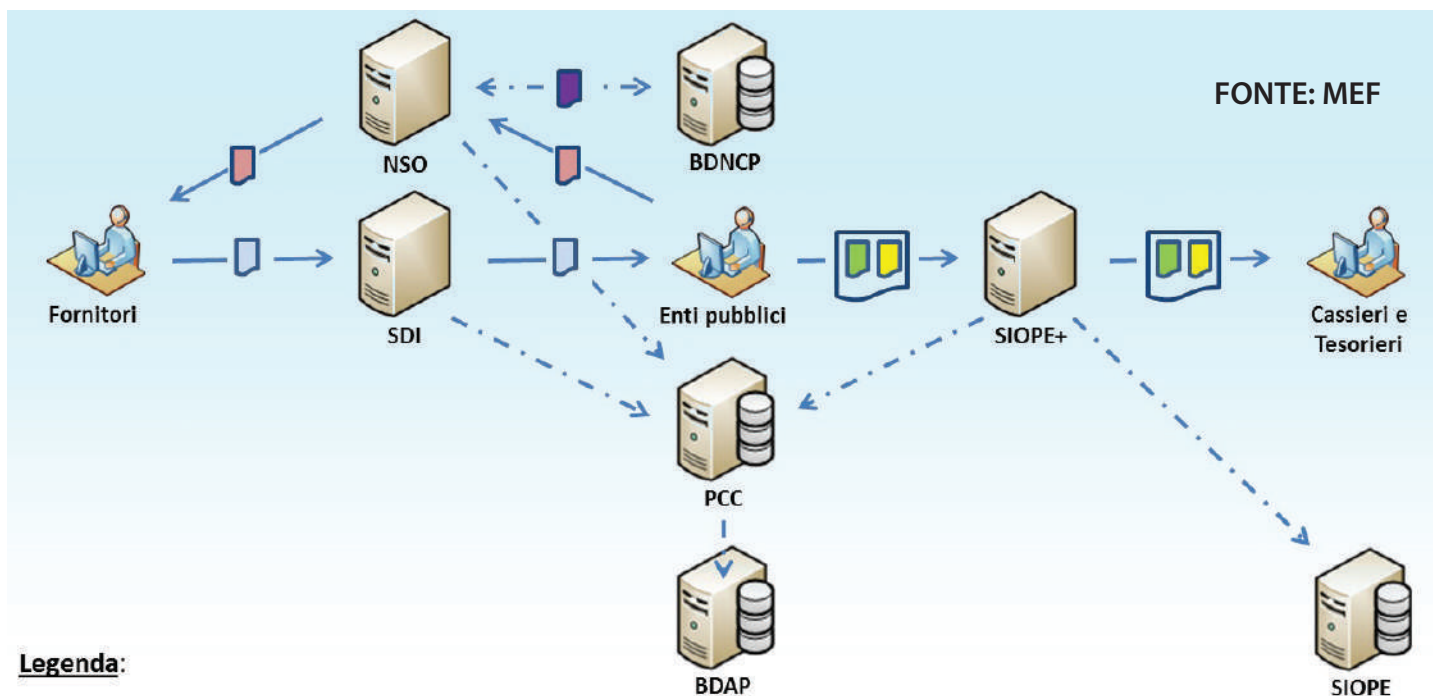 FONTE: MEF
NSO
BDNCP
Fornitori
SDI
Enti pubblici
SIOPE+
Cassieri e
Tesorieri
PCC
Legenda:
BDAP
SIOPE